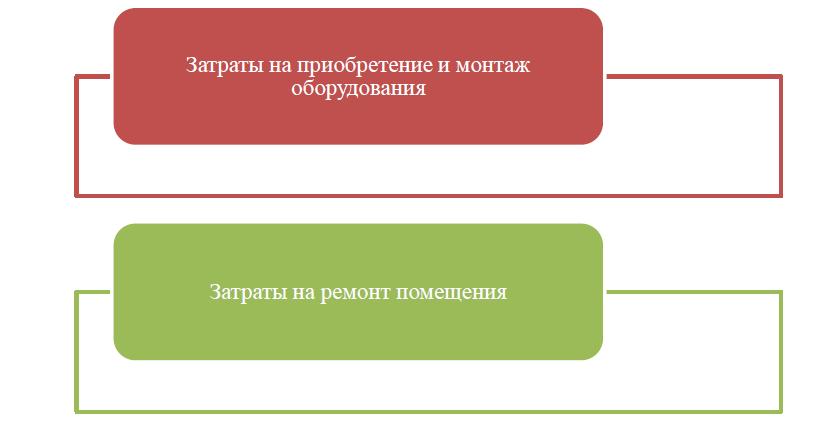 Затраты на приобретение и монтаж
оборудования
Затраты на ремонт помещения